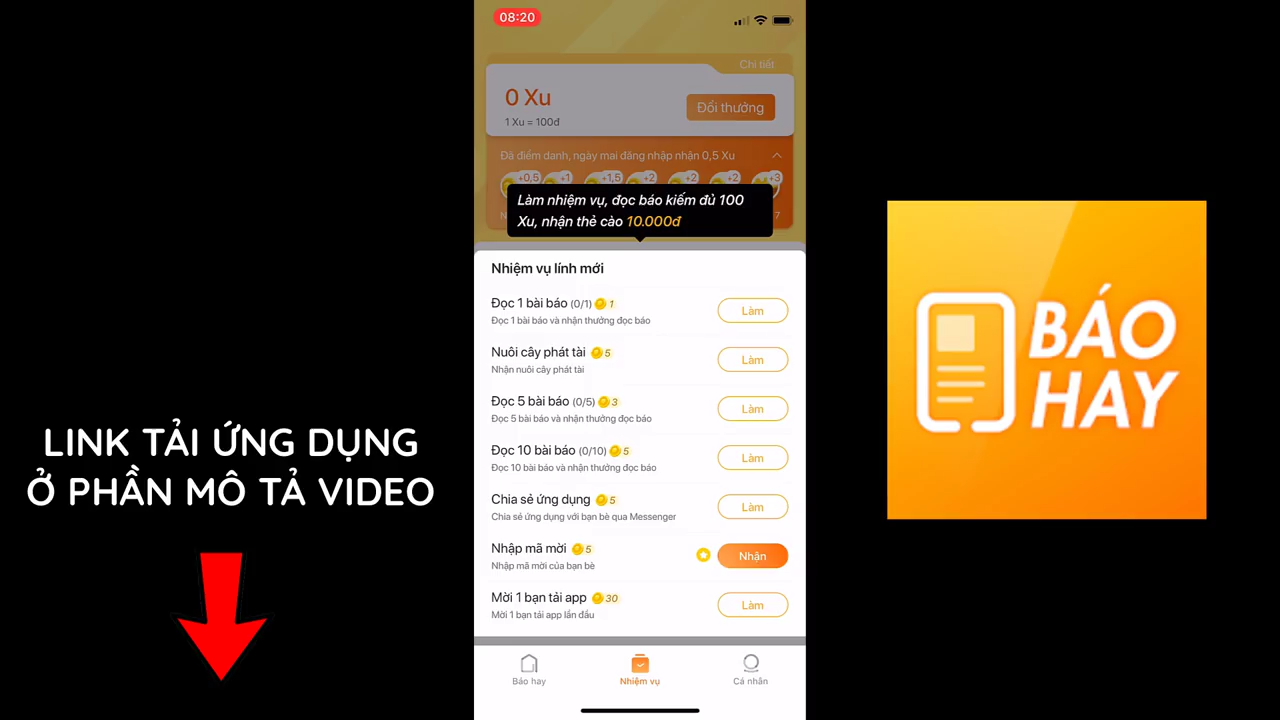 08:20
Chi tiết
0 Xu
1 Xu = 100đ
Đổi thưởng
Đã điểm danh, ngày mai đăng nhập nhận 0,5 Xu
+0,5 +1 +1,5 +2 +2 +2 +3
Làm nhiệm vụ, đọc báo kiếm đủ 100
Xu, nhận thẻ cào 10.000đ
7
Nhiệm vụ lính mới
Đọc 1 bài báo (0/1) 1
Đọc 1 bài báo và nhận thưởng đọc báo
Làm
Nuôi cây phát tài 5
Nhận nuôi cây phát tài
Làm
Đọc 5 bài báo (0/5) 3
Đọc 5 bài báo và nhận thưởng đọc báo
Làm
Đọc 10 bài báo (0/10) 5
Đọc 10 bài báo và nhận thưởng đọc báo
Làm
Chia sẻ ứng dụng 5
Chia sẻ ứng dụng với bạn bè qua Messenger
Làm
Nhập mã mời 5
Nhập mã mời của bạn bè
Nhận
Mời 1 bạn tải app 30
Mời 1 bạn tải app lần đầu
Làm
Báo hay
Nhiệm vụ
Cá nhân
LINK TẢI ỨNG DỤNG
Ở PHẦN MÔ TẢ VIDEO
BÁO
HAY